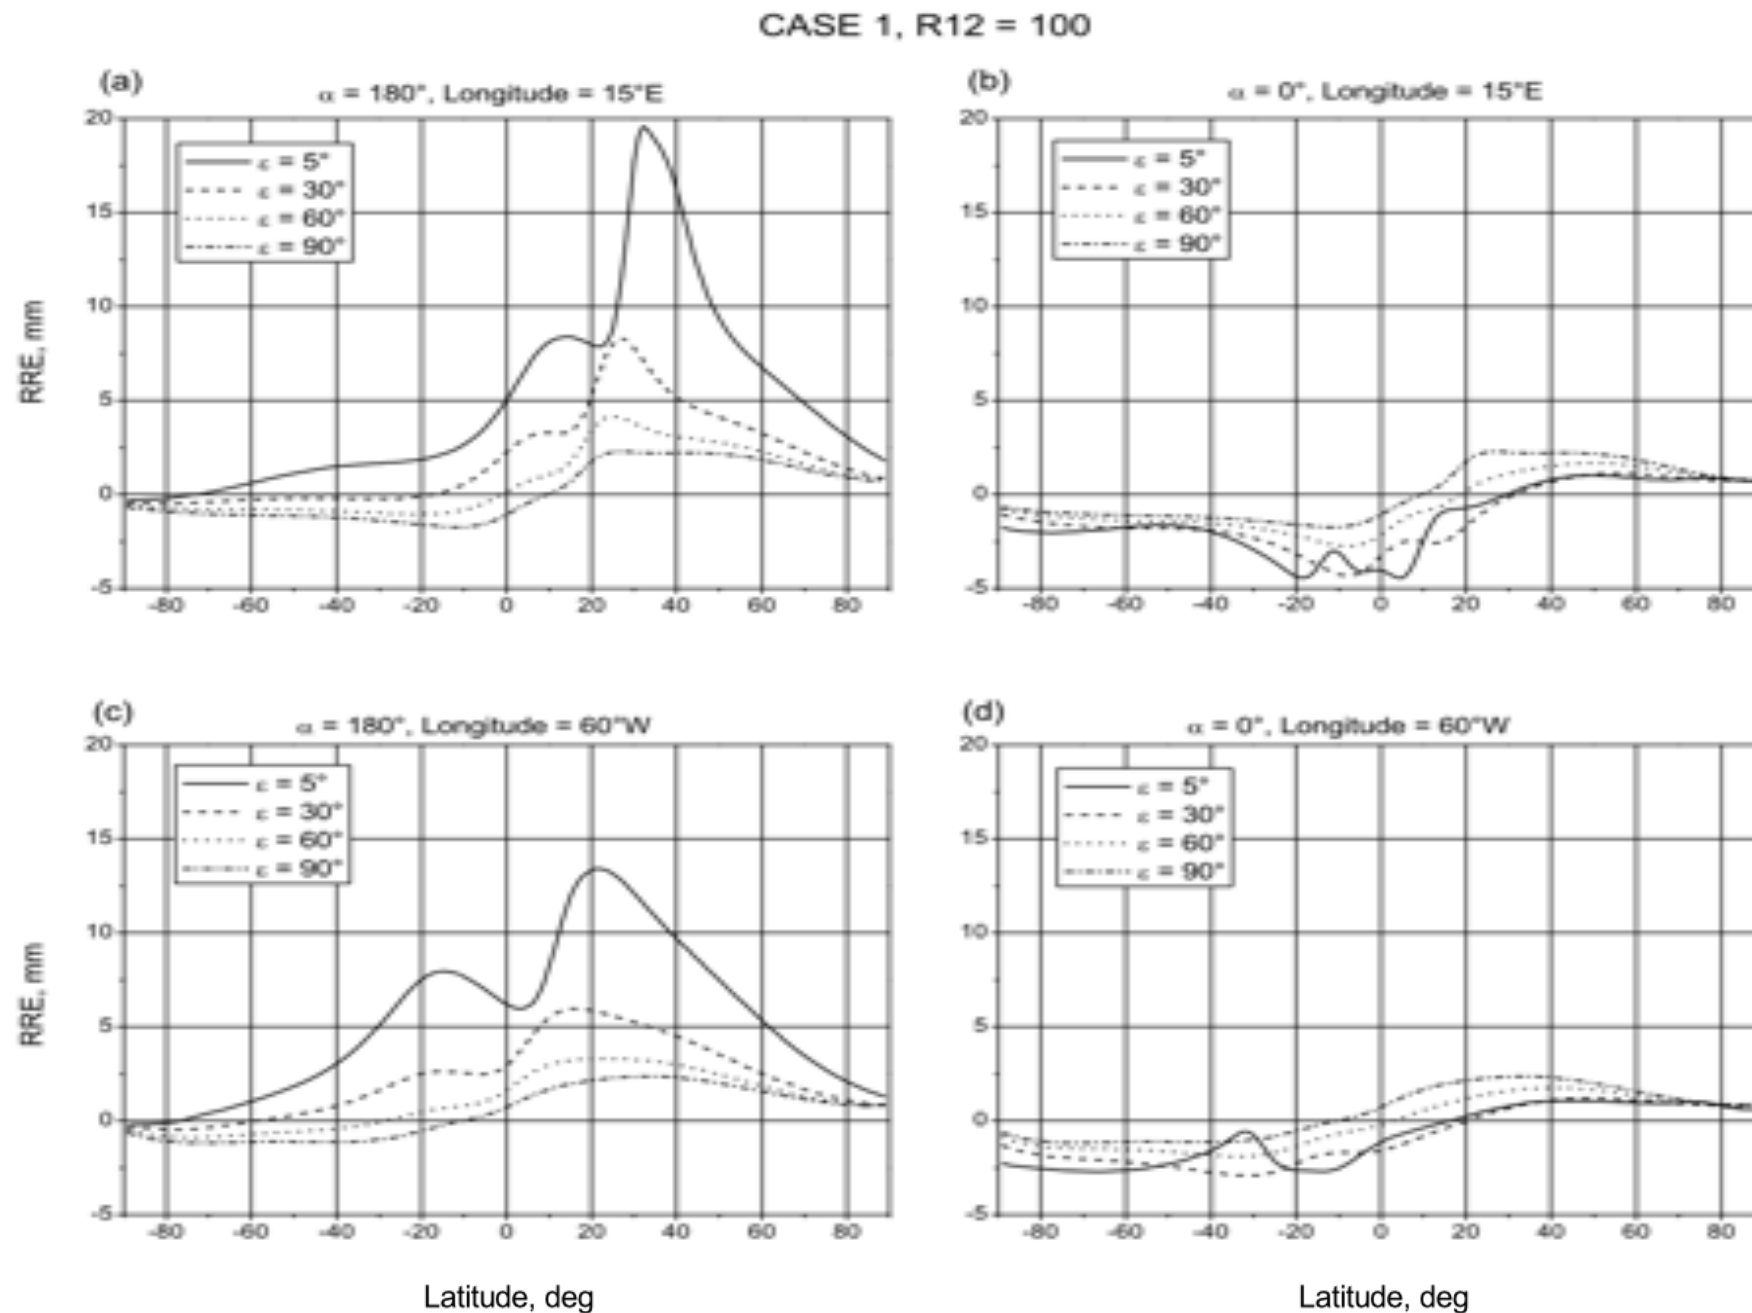 CASE 1, R12 = 100
(a)
α = 180°, Longitude = 15°E
20
15
10
5
0
-5
ε = 5°
ε = 30°
ε = 60°
ε = 90°
-80 -60 -40 -20 0 20 40 60 80
RRE, mm
(b)
α = 0°, Longitude = 15°E
20
15
10
5
0
-5
ε = 5°
ε = 30°
ε = 60°
ε = 90°
-80 -60 -40 -20 0 20 40 60 80
(c)
α = 180°, Longitude = 60°W
20
15
10
5
0
-5
ε = 5°
ε = 30°
ε = 60°
ε = 90°
-80 -60 -40 -20 0 20 40 60 80
RRE, mm
Latitude, deg
(d)
α = 0°, Longitude = 60°W
20
15
10
5
0
-5
ε = 5°
ε = 30°
ε = 60°
ε = 90°
-80 -60 -40 -20 0 20 40 60 80
Latitude, deg